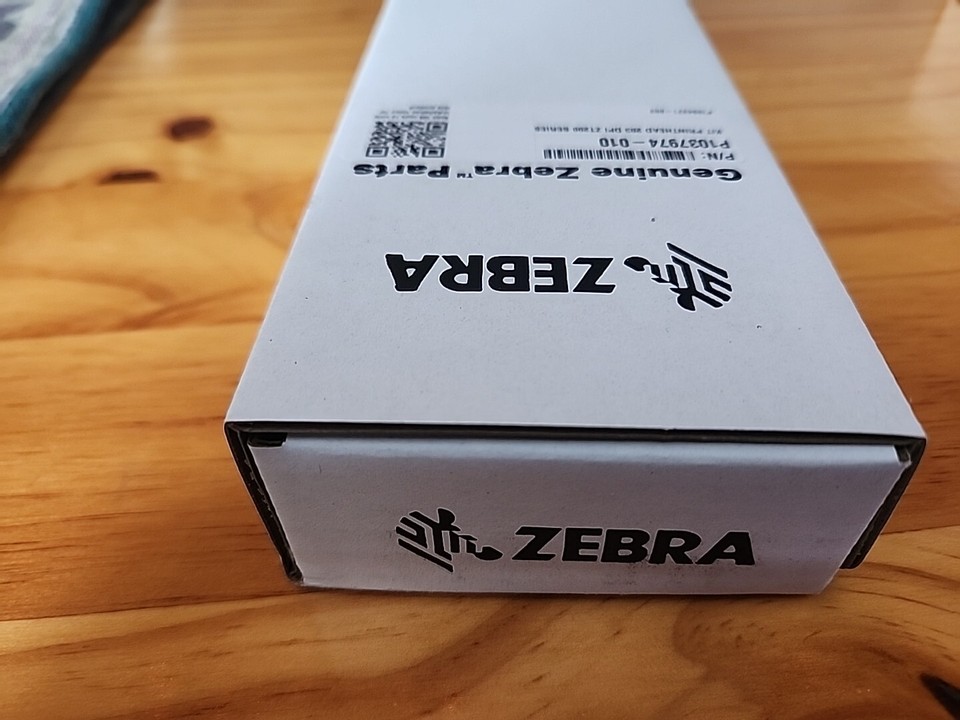 ZEBRA
Genuine Zebra™ Parts
P/N:
P1037974-010
KIT PRINTHEAD 203 DPI ZT200 SERIES
ZEBRA